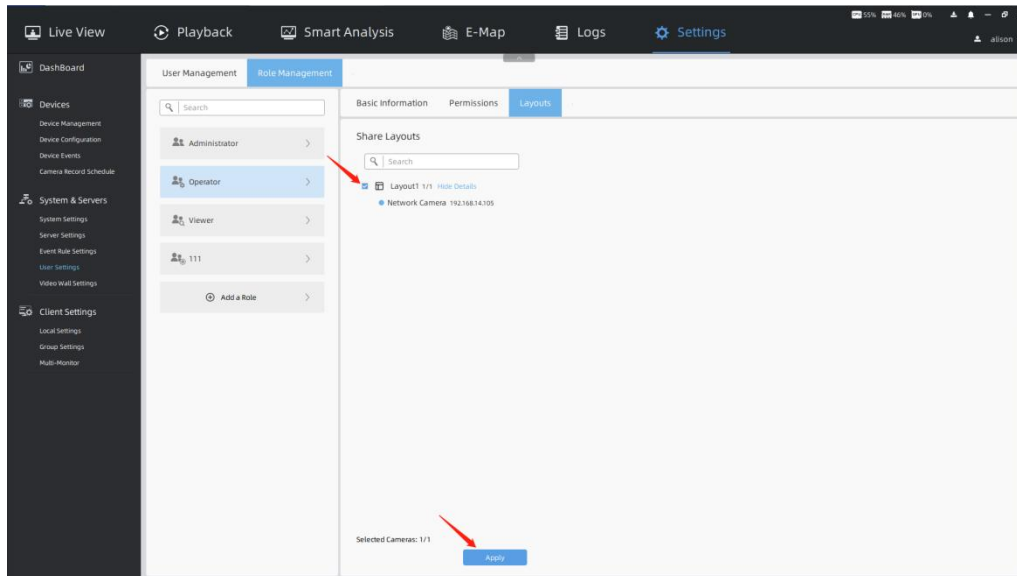 55% 46% 0%
Live View Playback Smart Analysis E-Map Logs Settings
alison
DashBoard
Devices
Device Management
Device Configuration
Device Events
Camera Record Schedule
System & Servers
System Settings
Server Settings
Event Rule Settings
User Settings
Video Wall Settings
Client Settings
Local Settings
Group Settings
Multi-Monitor
User Management Role Management
Search
Administrator
Operator
Viewer
111
Add a Role
Basic Information Permissions Layouts
Share Layouts
Search
Layout1 1/1 Hide Details
Network Camera 192.168.14.105
Selected Cameras: 1/1
Apply